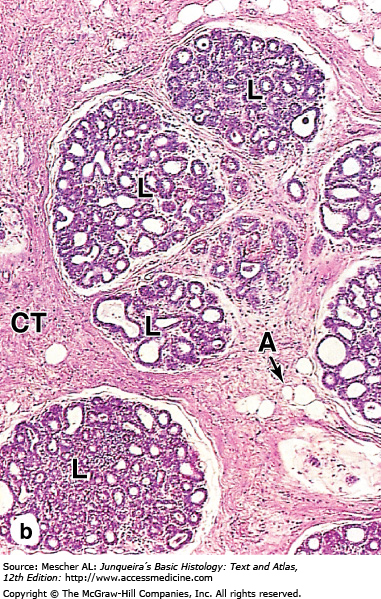 L
L
L
CT
A
L
b
Source: Mescher AL: Junqueira´s Basic Histology: Text and Atlas,
12th Edition: http://www.accessmedicine.com
Copyright © The McGraw-Hill Companies, Inc. All rights reserved.